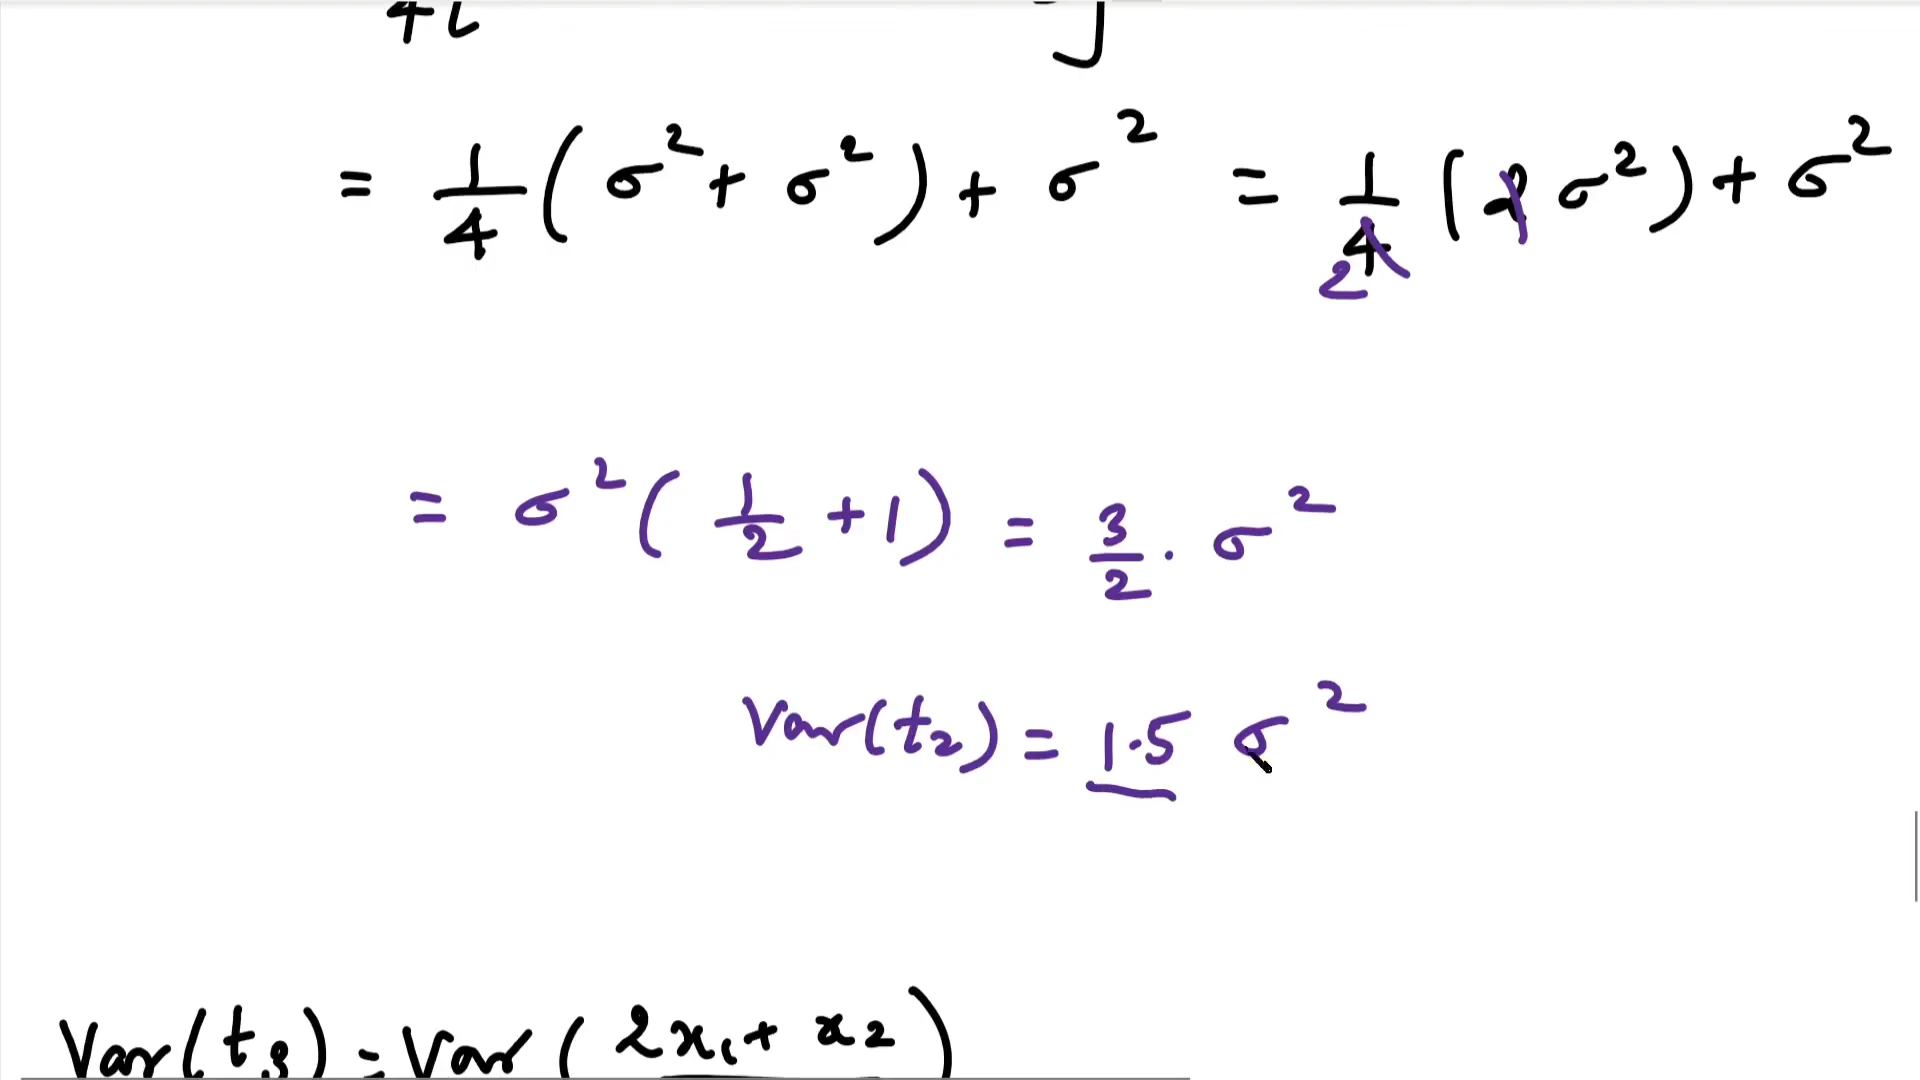 = 1/4 (σ² + σ²) + σ² = 1/4 (2σ²) + σ²
2
= σ² (1/2 + 1) = 3/2 . σ²
Var(t₂) = 1.5 σ²
Var(t₃) = Var (2x₁ + x₂)